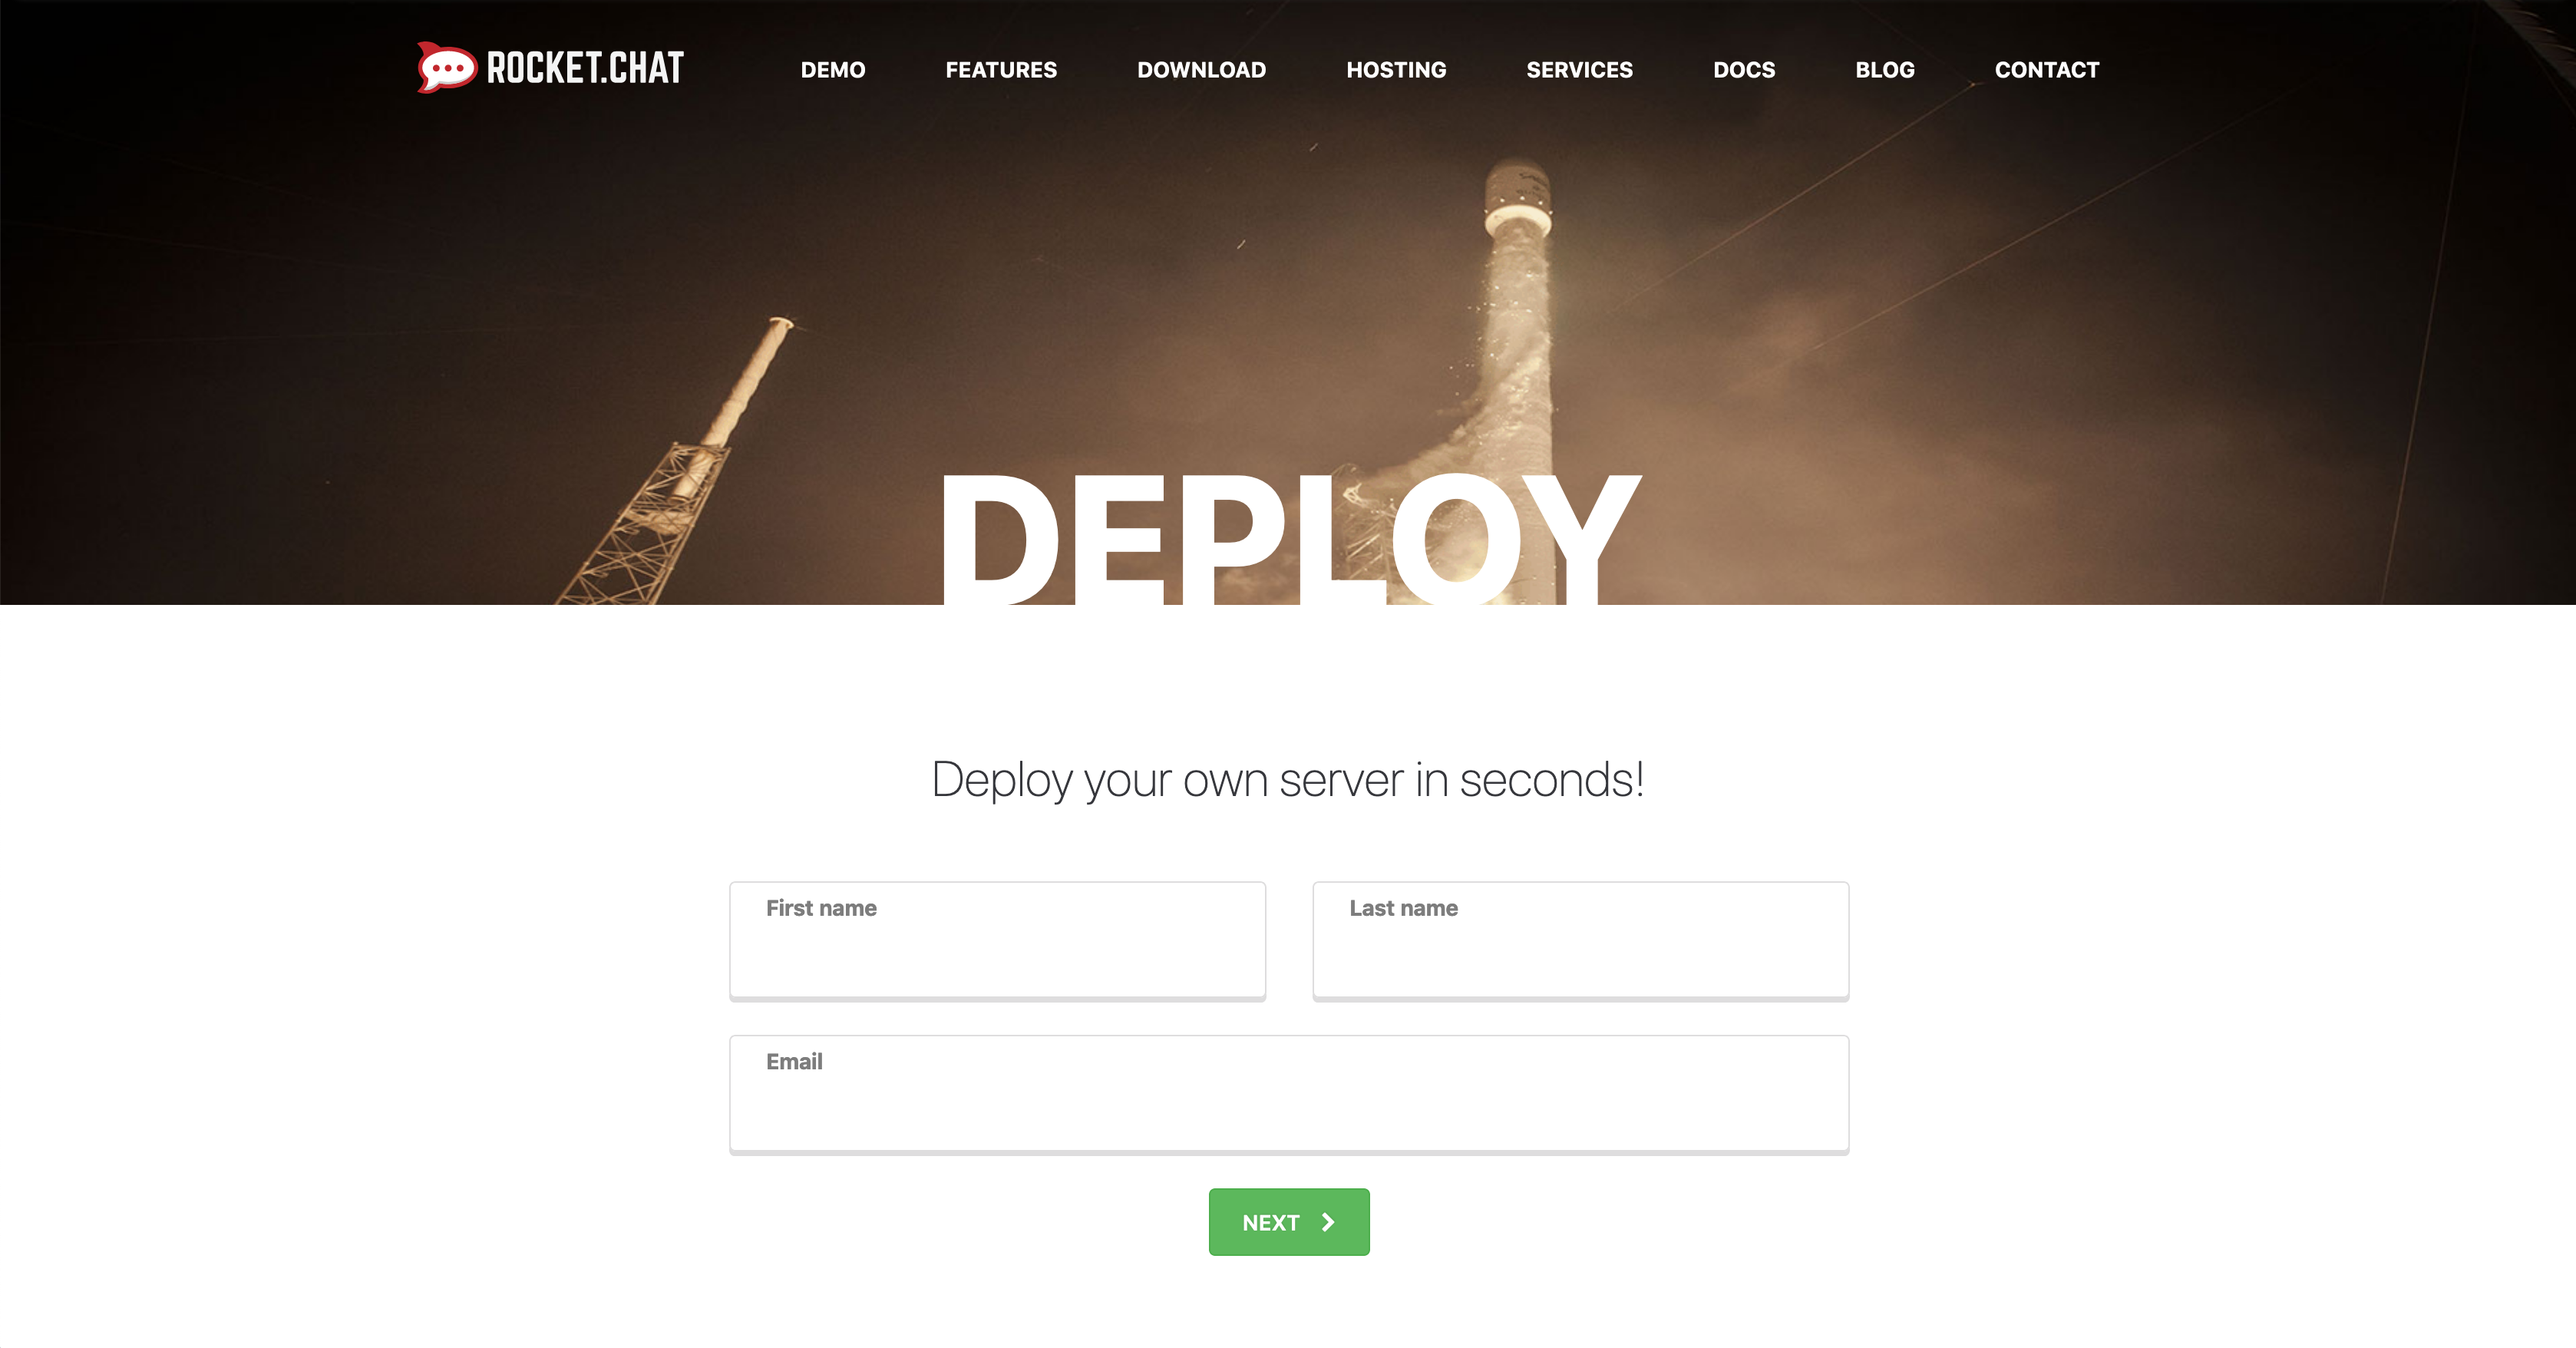 ROCKET.CHAT DEMO FEATURES DOWNLOAD HOSTING SERVICES DOCS BLOG CONTACT
DEPLOY
Deploy your own server in seconds!
First name Last name
Email
NEXT